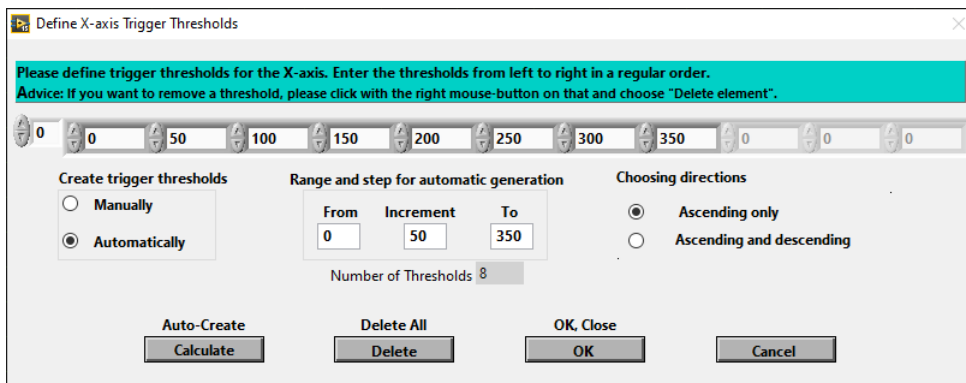 Define X-axis Trigger Thresholds
Please define trigger thresholds for the X-axis. Enter the thresholds from left to right in a regular order.
Advice: If you want to remove a threshold, please click with the right mouse-button on that and choose "Delete element".
0 0 50 100 150 200 250 300 350 0 0 0
Create trigger thresholds Range and step for automatic generation Choosing directions
Manually From Increment To Ascending only
Automatically 0 50 350 Ascending and descending
Number of Thresholds 8
Auto-Create Delete All OK, Close
Calculate Delete OK Cancel